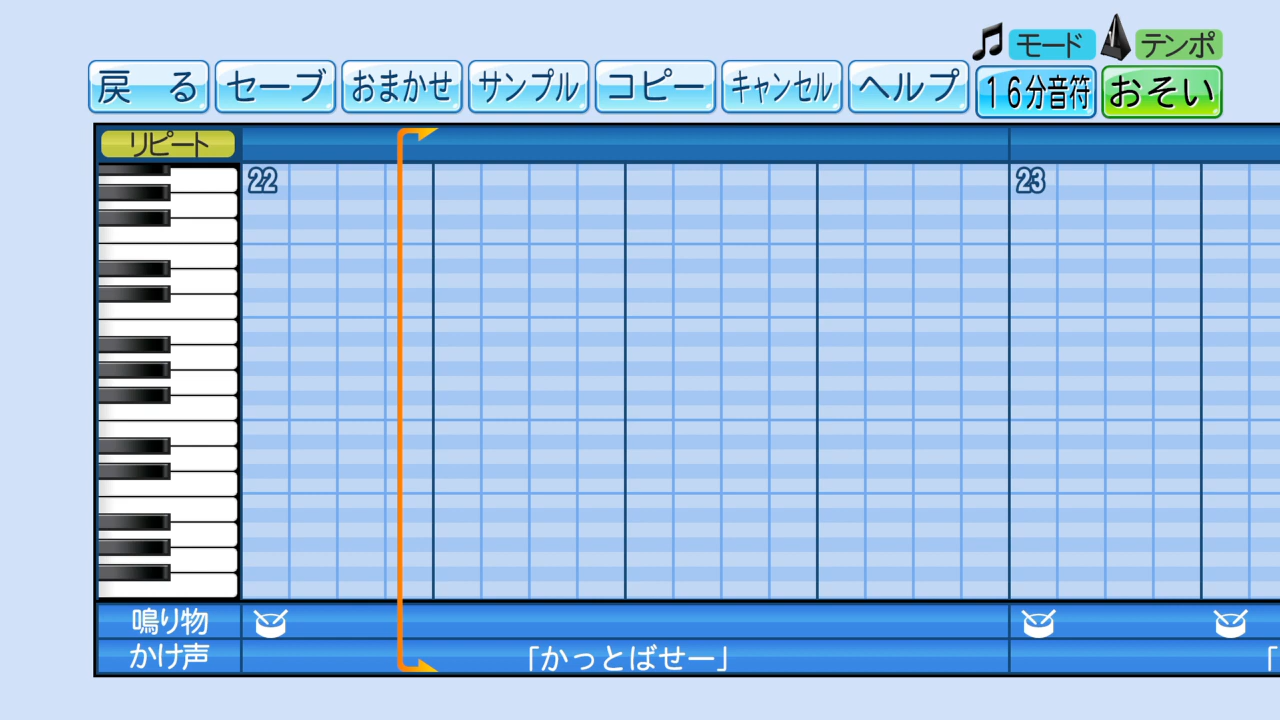 モード テンポ
戻る セーブ おまかせ サンプル コピー キャンセル ヘルプ 16分音符 おそい
リピート
22 23
鳴り物
かけ声 「かっとばせー」 「